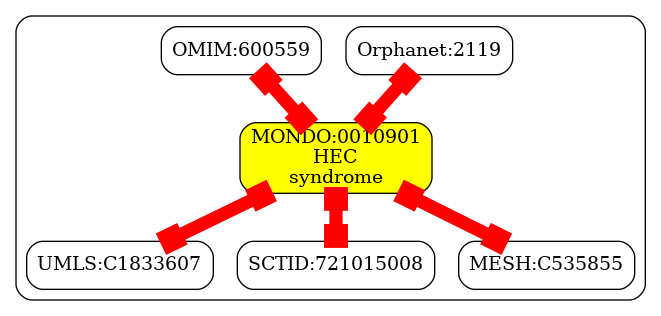 OMIM:600559
Orphanet:2119
MONDO:0010901
HEC
syndrome
UMLS:C1833607
SCTID:721015008
MESH:C535855